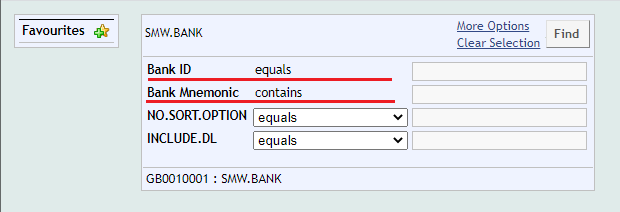 Favourites
SMW.BANK
More Options
Clear Selection
Find
Bank ID equals
Bank Mnemonic contains
NO.SORT.OPTION equals
INCLUDE.DL equals
GB0010001 : SMW.BANK